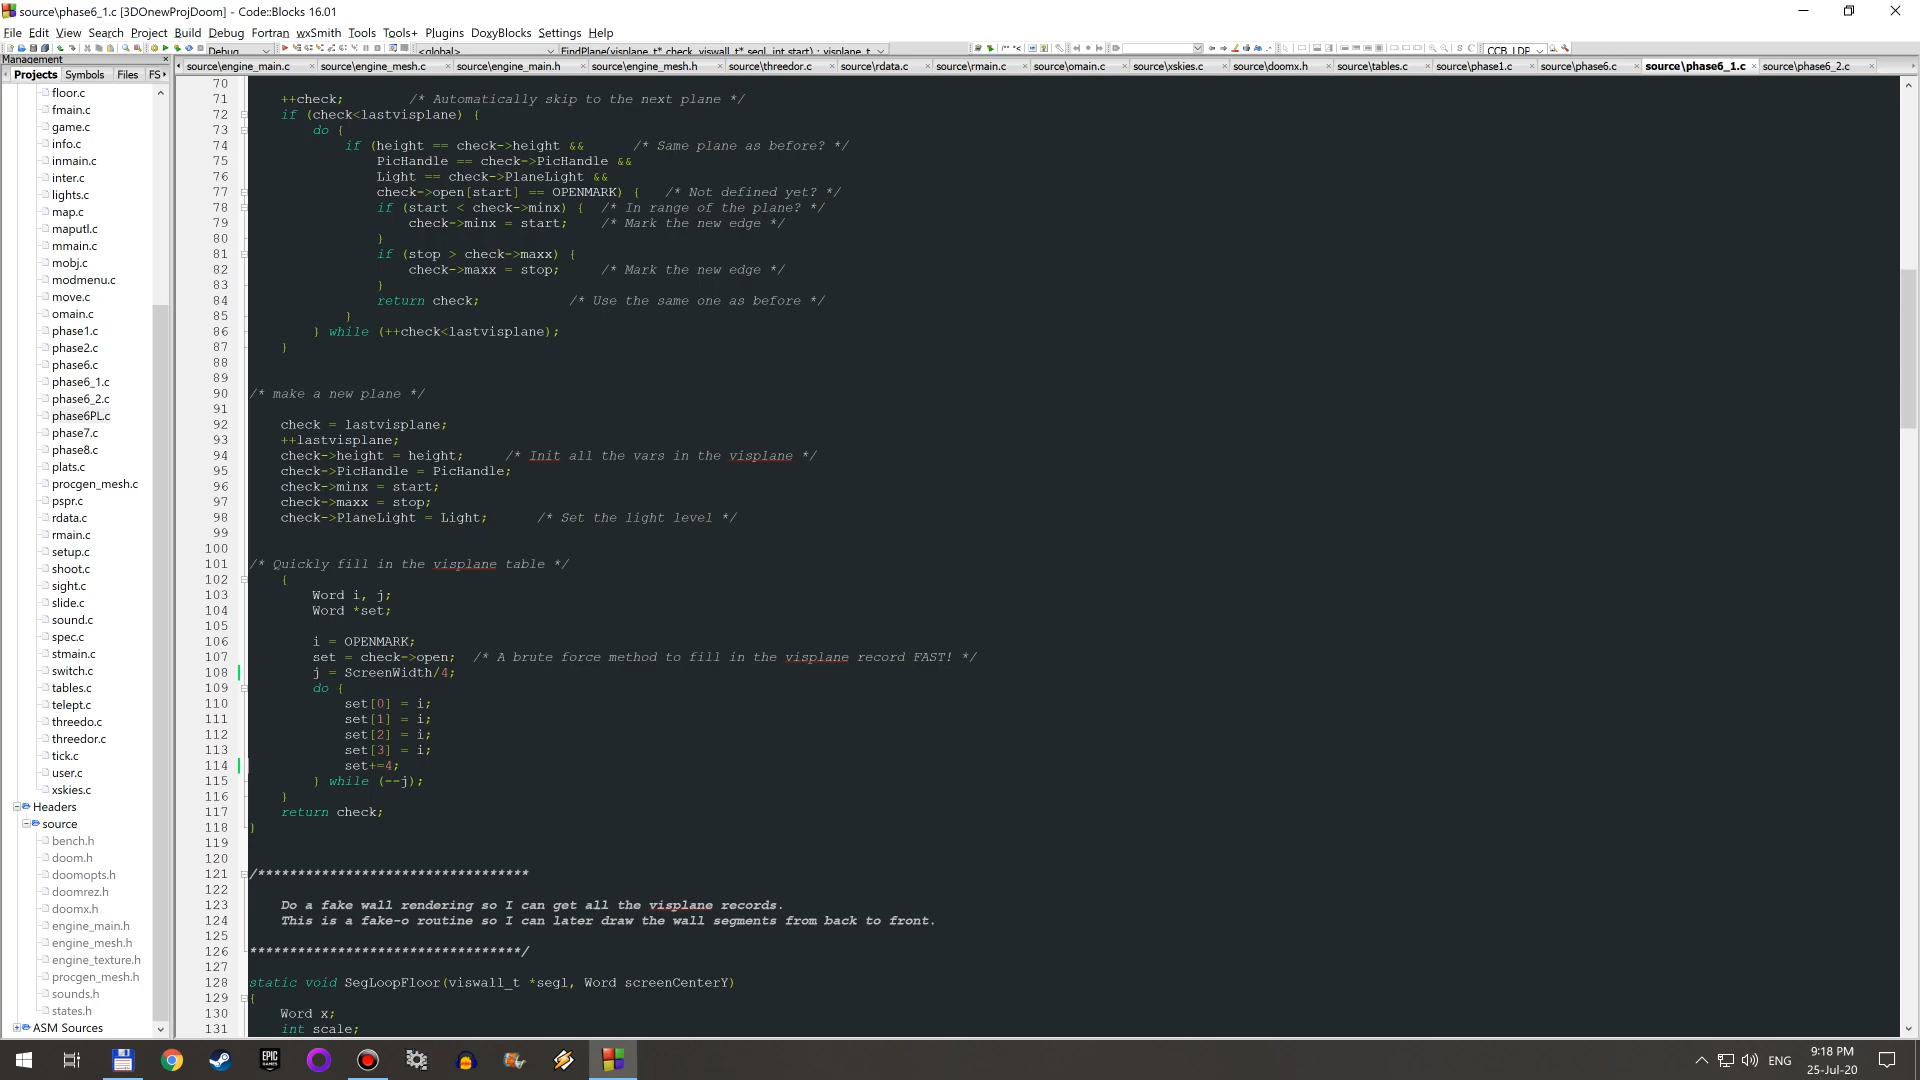 source\phase6_1.c [3DOnewProjDoom] - Code::Blocks 16.01
File Edit View Search Project Build Debug Fortran wxSmith Tools Tools+ Plugins DoxyBlocks Settings Help
Debug <global> FindPlane(visplane_t* check, viswall_t* segl, int start) : visplane_t CCB_LDP
Management
source\engine_main.c source\engine_mesh.c source\engine_main.h source\engine_mesh.h source\threedor.c source\rdata.c source\rmain.c source\omain.c source\xskies.c source\doomx.h source\tables.c source\phase1.c source\phase6.c source\phase6_1.c source\phase6_2.c
Projects Symbols Files FS
floor.c
fmain.c
game.c
info.c
inmain.c
inter.c
lights.c
map.c
maputl.c
mmain.c
mobj.c
modmenu.c
move.c
omain.c
phase1.c
phase2.c
phase6.c
phase6_1.c
phase6_2.c
phase6PL.c
phase7.c
phase8.c
plats.c
procgen_mesh.c
pspr.c
rdata.c
rmain.c
setup.c
shoot.c
sight.c
slide.c
sound.c
spec.c
stmain.c
switch.c
tables.c
telept.c
threedo.c
threedor.c
tick.c
user.c
xskies.c
Headers
source
bench.h
doom.h
doomopts.h
doomrez.h
doomx.h
engine_main.h
engine_mesh.h
engine_texture.h
procgen_mesh.h
sounds.h
states.h
ASM Sources
70
71 ++check; /* Automatically skip to the next plane */
72 if (check<lastvisplane) {
73 do {
74 if (height == check->height && /* Same plane as before? */
75 PicHandle == check->PicHandle &&
76 Light == check->PlaneLight &&
77 check->open[start] == OPENMARK) { /* Not defined yet? */
78 if (start < check->minx) { /* In range of the plane? */
79 check->minx = start; /* Mark the new edge */
80 }
81 if (stop > check->maxx) {
82 check->maxx = stop; /* Mark the new edge */
83 }
84 return check; /* Use the same one as before */
85 }
86 } while (++check<lastvisplane);
87 }
88
89
90 /* make a new plane */
91
92 check = lastvisplane;
93 ++lastvisplane;
94 check->height = height; /* Init all the vars in the visplane */
95 check->PicHandle = PicHandle;
96 check->minx = start;
97 check->maxx = stop;
98 check->PlaneLight = Light; /* Set the light level */
99
100
101 /* Quickly fill in the visplane table */
102 {
103 Word i, j;
104 Word *set;
105
106 i = OPENMARK;
107 set = check->open; /* A brute force method to fill in the visplane record FAST! */
108 j = ScreenWidth/4;
109 do {
110 set[0] = i;
111 set[1] = i;
112 set[2] = i;
113 set[3] = i;
114 set+=4;
115 } while (--j);
116 }
117 return check;
118 }
119
120
121 /**********************************
122
123 Do a fake wall rendering so I can get all the visplane records.
124 This is a fake-o routine so I can later draw the wall segments from back to front.
125
126 **********************************/
127
128 static void SegLoopFloor(viswall_t *segl, Word screenCenterY)
129 {
130 Word x;
131 int scale;
EPIC GAMES
ENG
9:18 PM
25-Jul-20